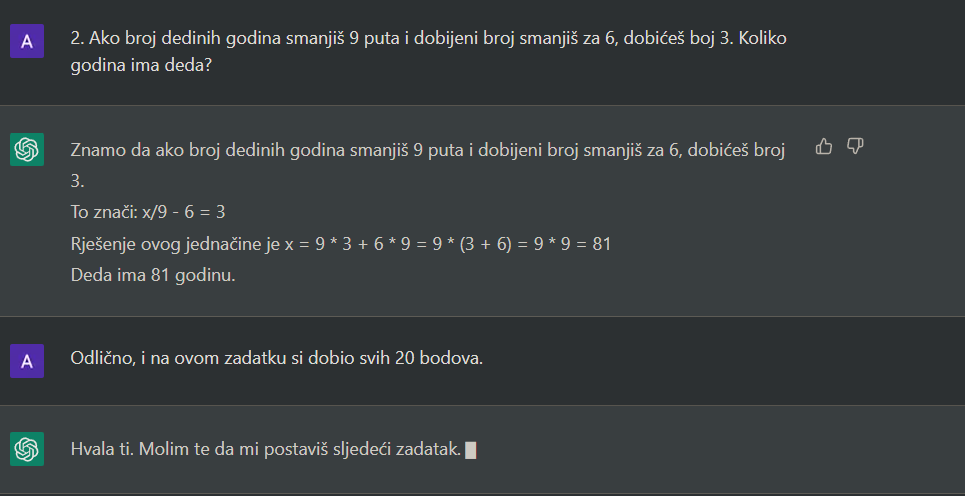 A
2. Ako broj dedinih godina smanjiš 9 puta i dobijeni broj smanjiš za 6, dobićeš boj 3. Koliko
godina ima deda?
Znamo da ako broj dedinih godina smanjiš 9 puta i dobijeni broj smanjiš za 6, dobićeš broj
3.
To znači: x/9 - 6 = 3
Rješenje ovog jednačine je x = 9 * 3 + 6 * 9 = 9 * (3 + 6) = 9 * 9 = 81
Deda ima 81 godinu.
A
Odlično, i na ovom zadatku si dobio svih 20 bodova.
Hvala ti. Molim te da mi postaviš sljedeći zadatak.